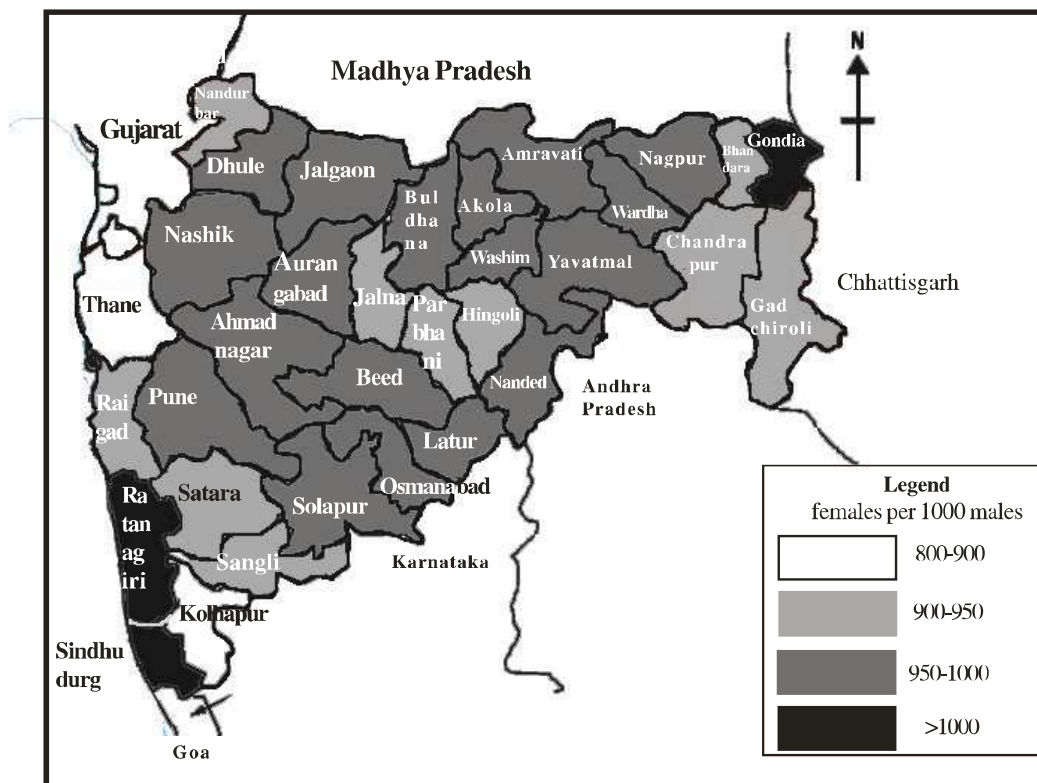 N
Madhya Pradesh
Nandur
bar
Gujarat
Dhule
Jalgaon
Bul
dha
na
Akola
Amravati
Nagpur
Bhan
dara
Gondia
Wardha
Nashik
Auran
gabad
Jalna
Washim
Yavatmal
Chandra
pur
Gad
chiroli
Chhattisgarh
Thane
Ahmad
nagar
Par
bha
ni
Hingoli
Beed
Nanded
Andhra
Pradesh
Rai
gad
Pune
Latur
Osmanabad
Satara
Solapur
Ra
tan
ag
iri
Sangli
Karnataka
Kolhapur
Sindhu
durg
Goa
Legend
females per 1000 males
800-900
900-950
950-1000
>1000